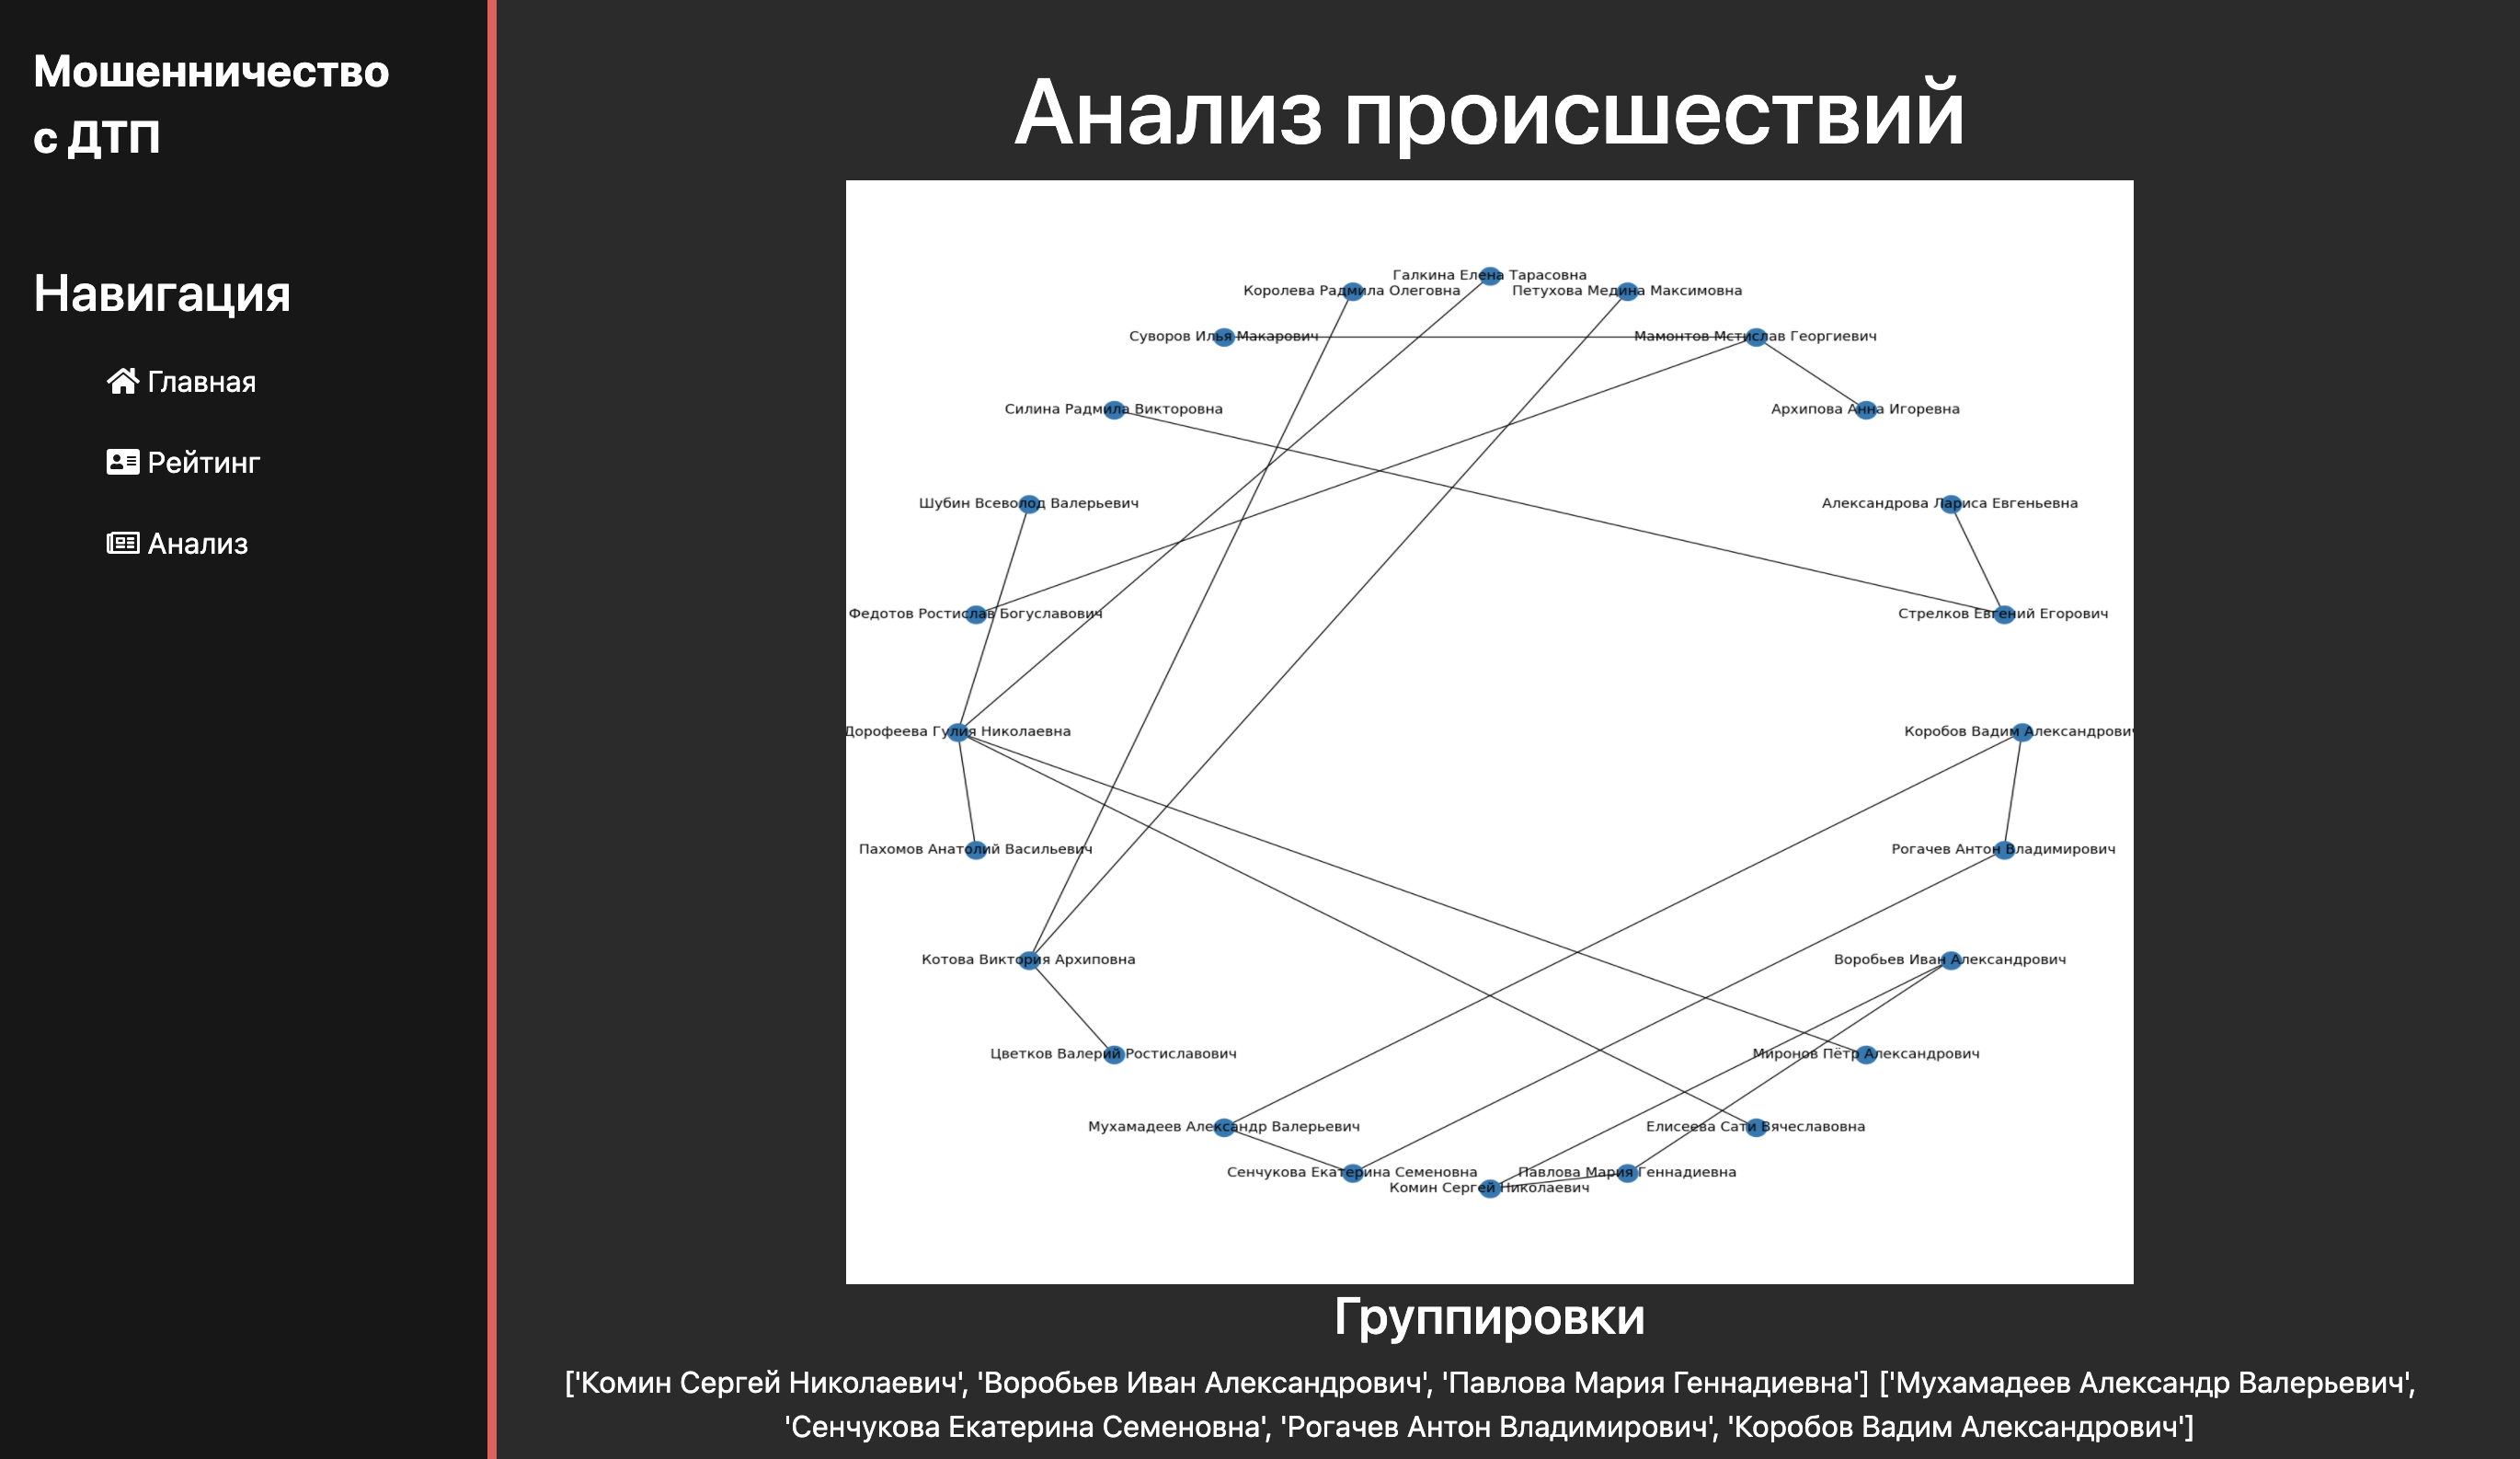 Мошенничество
с ДТП
Навигация
Главная
Рейтинг
Анализ
Анализ происшествий
Галкина Елена Тарасовна
Королева Радмила Олеговна
Петухова Медина Максимовна
Суворов Илья Макарович
Мамонтов Мстислав Георгиевич
Силина Радмила Викторовна
Архипова Анна Игоревна
Шубин Всеволод Валерьевич
Александрова Лариса Евгеньевна
Федотов Ростислав Богуславович
Стрелков Евгений Егорович
Дорофеева Гулия Николаевна
Коробов Вадим Александрович
Пахомов Анатолий Васильевич
Рогачев Антон Владимирович
Котова Виктория Архиповна
Воробьев Иван Александрович
Цветков Валерий Ростиславович
Миронов Пётр Александрович
Мухамадеев Александр Валерьевич
Елисеева Сати Вячеславовна
Сенчукова Екатерина Семеновна
Павлова Мария Геннадиевна
Комин Сергей Николаевич
Группировки
['Комин Сергей Николаевич', 'Воробьев Иван Александрович', 'Павлова Мария Геннадиевна'] ['Мухамадеев Александр Валерьевич',
'Сенчукова Екатерина Семеновна', 'Рогачев Антон Владимирович', 'Коробов Вадим Александрович']